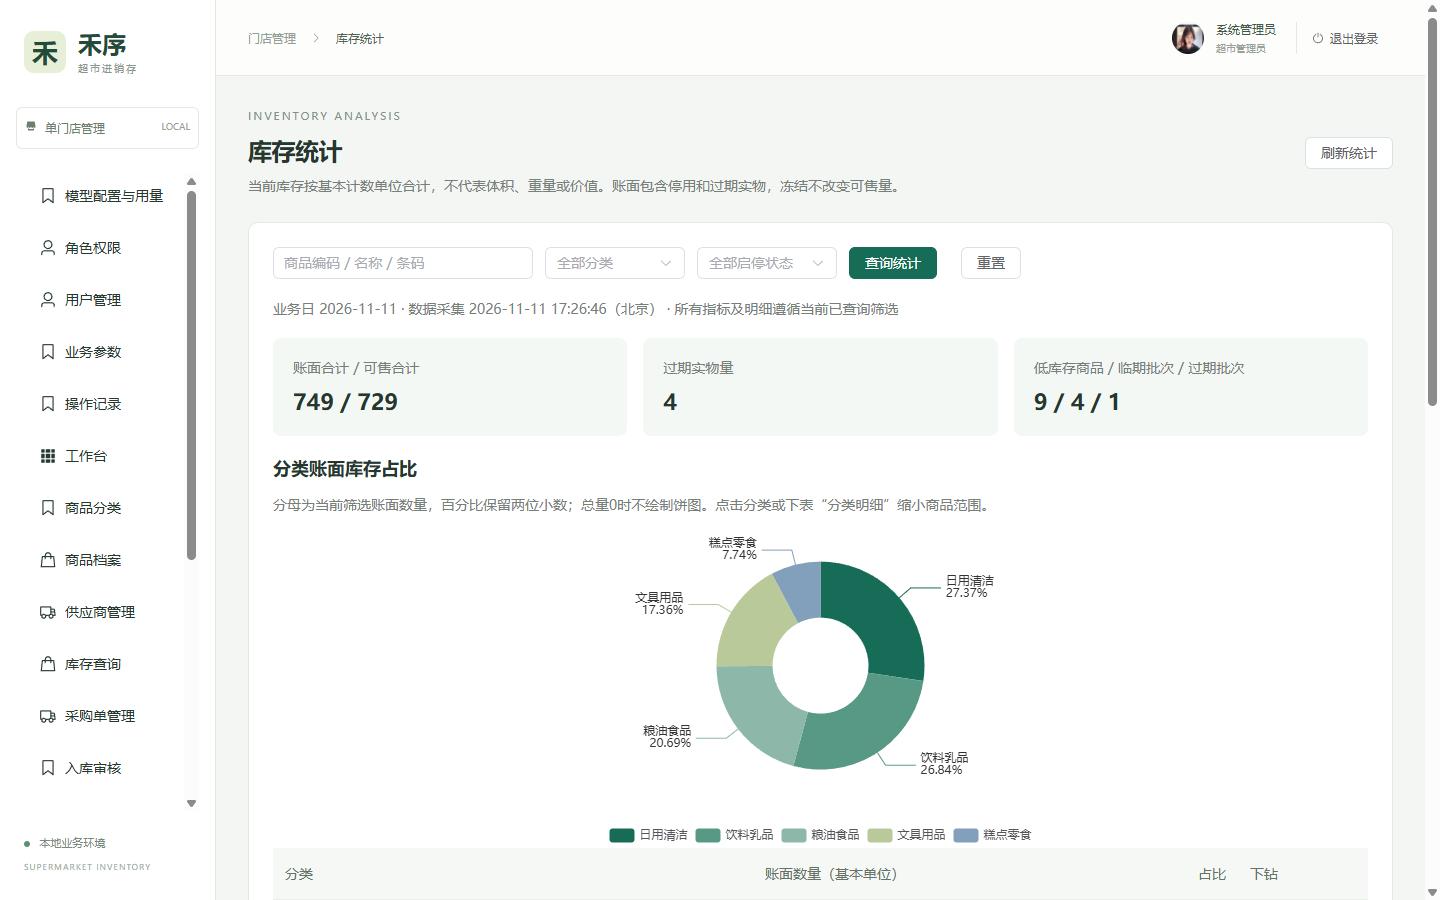 禾 禾序
超市进销存
单门店管理 LOCAL
模型配置与用量
角色权限
用户管理
业务参数
操作记录
工作台
商品分类
商品档案
供应商管理
库存查询
采购单管理
入库审核
本地业务环境
SUPERMARKET INVENTORY
门店管理 > 库存统计
系统管理员
超市管理员
退出登录
INVENTORY ANALYSIS
库存统计
刷新统计
当前库存按基本计数单位合计，不代表体积、重量或价值。账面包含停用和过期实物，冻结不改变可售量。
商品编码 / 名称 / 条码 全部分类 全部启停状态 查询统计 重置
业务日 2026-11-11 · 数据采集 2026-11-11 17:26:46（北京） · 所有指标及明细遵循当前已查询筛选
账面合计 / 可售合计
749 / 729
过期实物量
4
低库存商品 / 临期批次 / 过期批次
9 / 4 / 1
分类账面库存占比
分母为当前筛选账面数量，百分比保留两位小数；总量0时不绘制饼图。点击分类或下表“分类明细”缩小商品范围。
糕点零食
7.74%
日用清洁
27.37%
文具用品
17.36%
粮油食品
20.69%
饮料乳品
26.84%
日用清洁 饮料乳品 粮油食品 文具用品 糕点零食
分类 账面数量（基本单位） 占比 下钻